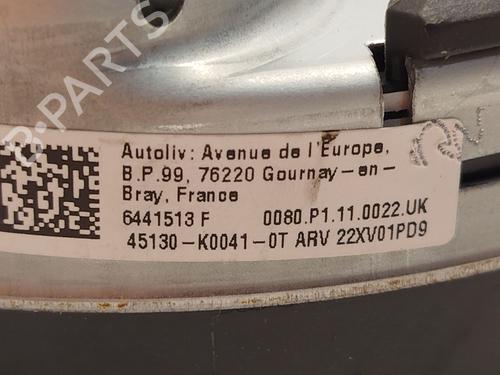 B-PARTS
Autoliv: Avenue de l'Europe,
B.P.99, 76220 Gournay-en-
Bray, France
6441513 F 0080.P1.11.0022.UK
45130-K0041-0T ARV 22XV01PD9